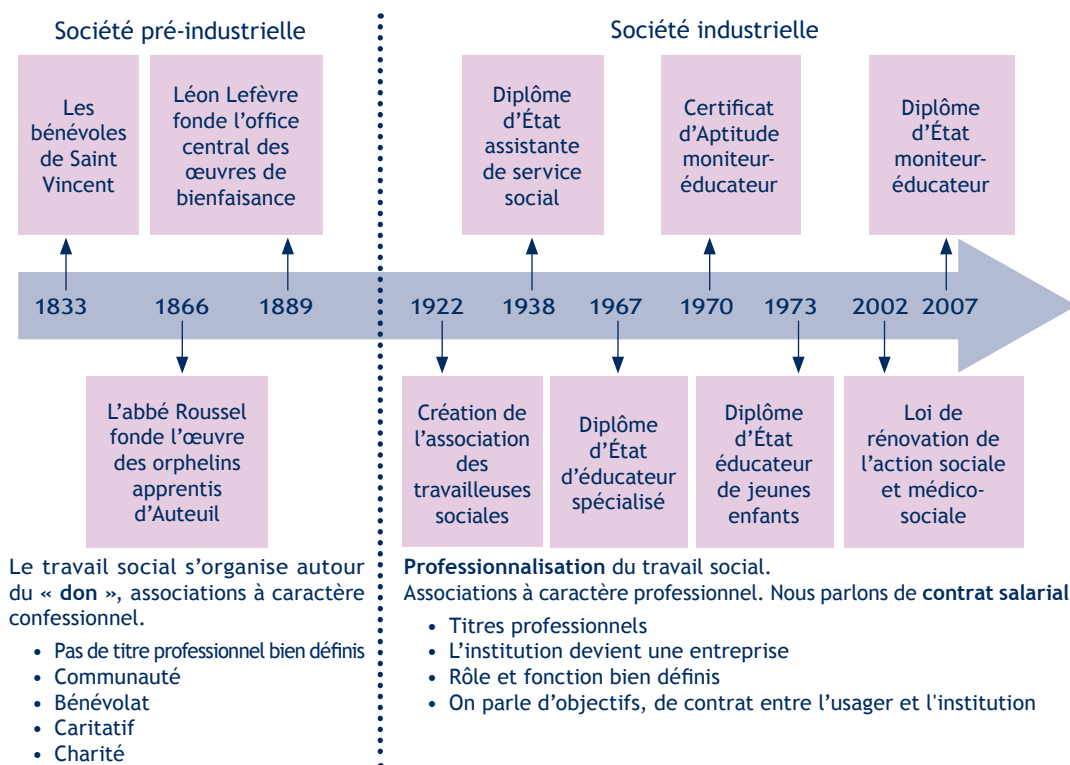 Société pré-industrielle
Société industrielle
Les
bénévoles
de Saint
Vincent
Léon Lefèvre
fonde l'office
central des
œuvres de
bienfaisance
Diplôme
d'État
assistante
de service
social
Certificat
d'Aptitude
moniteur-
éducateur
Diplôme
d'État
moniteur-
éducateur
1833 1866 1889 1922 1938 1967 1970 1973 2002 2007
L'abbé Roussel
fonde l'œuvre
des orphelins
apprentis
d'Auteuil
Création de
l'association
des
travailleuses
sociales
Diplôme
d'État
d'éducateur
spécialisé
Diplôme
d'État
éducateur
de jeunes
enfants
Loi de
rénovation de
l'action sociale
et médico-
sociale
Le travail social s'organise autour
du « don », associations à caractère
confessionnel.
• Pas de titre professionnel bien définis
• Communauté
• Bénévolat
• Caritatif
• Charité
Professionnalisation du travail social.
Associations à caractère professionnel. Nous parlons de contrat salarial
• Titres professionnels
• L'institution devient une entreprise
• Rôle et fonction bien définis
• On parle d'objectifs, de contrat entre l'usager et l'institution